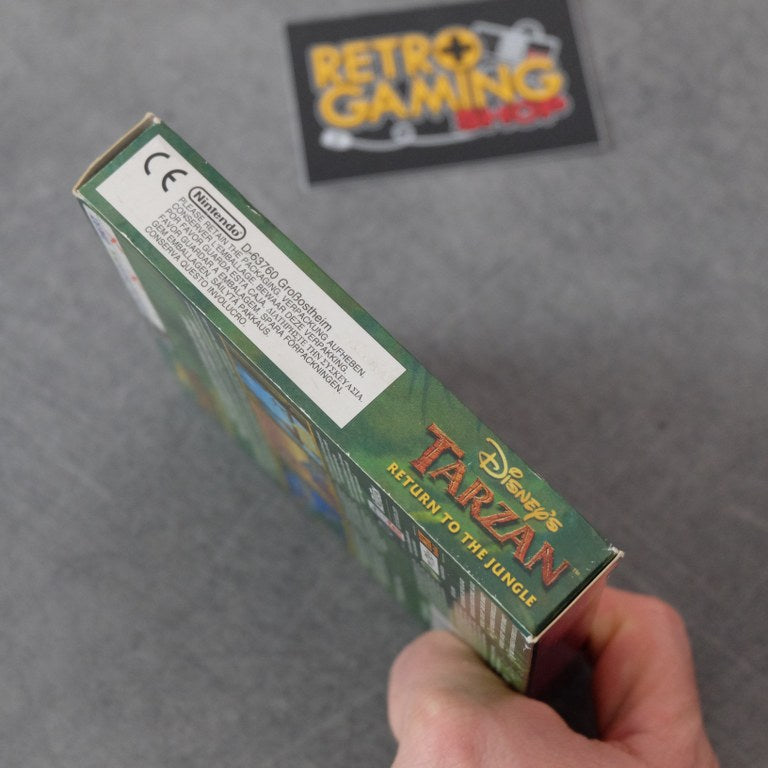 RETRO
GAMING
SHOP
CE
Nintendo
D-63760 Großostheim
PLEASE RETAIN THE PACKAGING VERPACKUNG AUFHEBEN.
CONSERVER L'EMBALLAGE. BEWAAR DEZE VERPAKKING
POR FAVOR GUARDA ESTA CAJA. ΔΙΑΤΗΡΗΣΤΕ ΤΗΝ ΣΥΣΚΕΥΑΣΙΑ.
FAVOR GUARDAR A EMBALAGEM. SPARA FÖRPACKNINGEN.
GEM EMBALLAGEN. SÄILYTÄ PAKKAUS.
CONSERVA QUESTO INVOLUCRO.
DISNEY'S
TARZAN™
RETURN TO THE JUNGLE